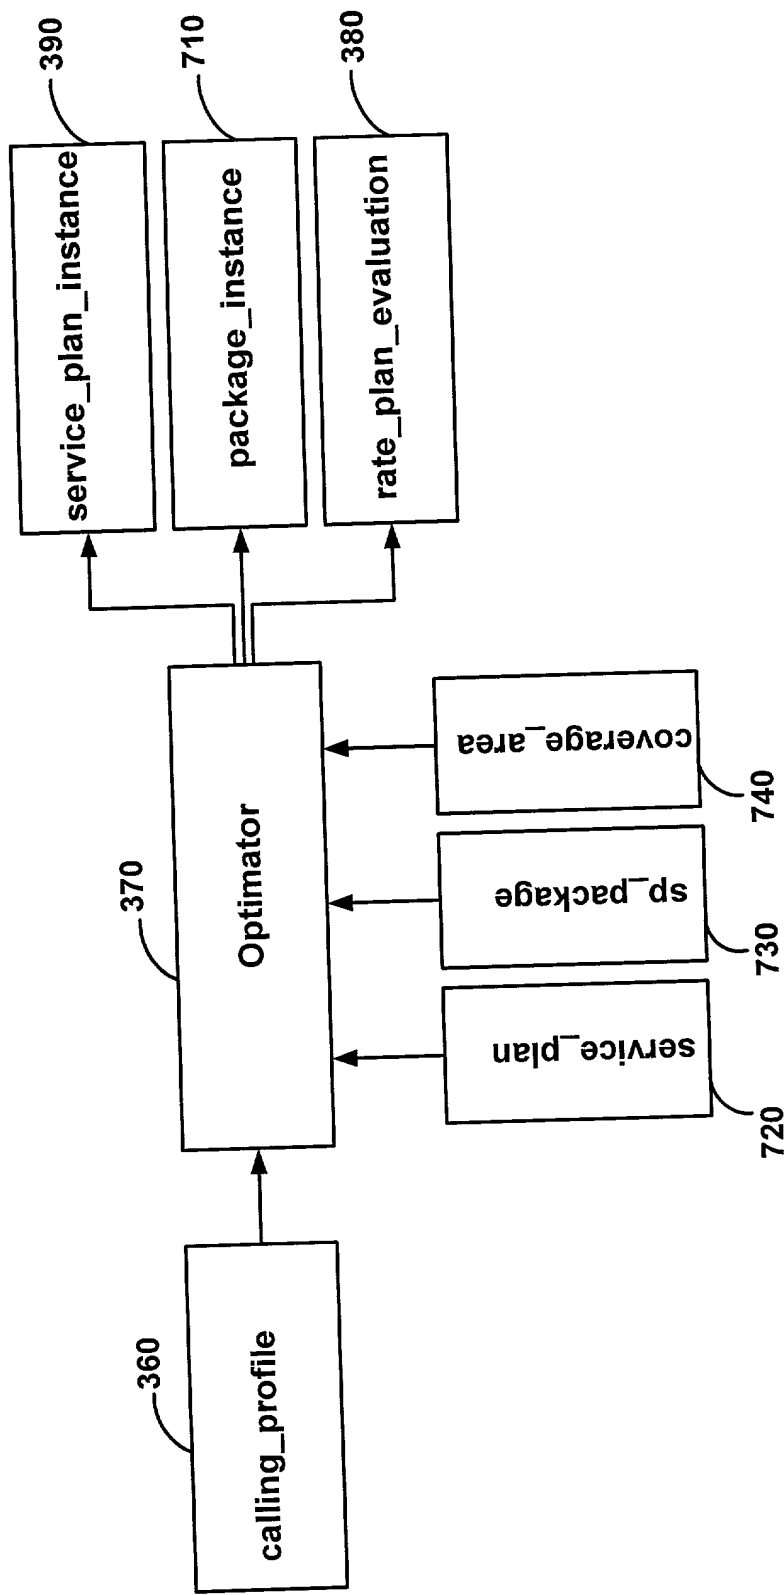 360
calling_profile
370
Optimator
390
service_plan_instance
710
package_instance
380
rate_plan_evaluation
720
service_plan
730
sp_package
740
coverage_area